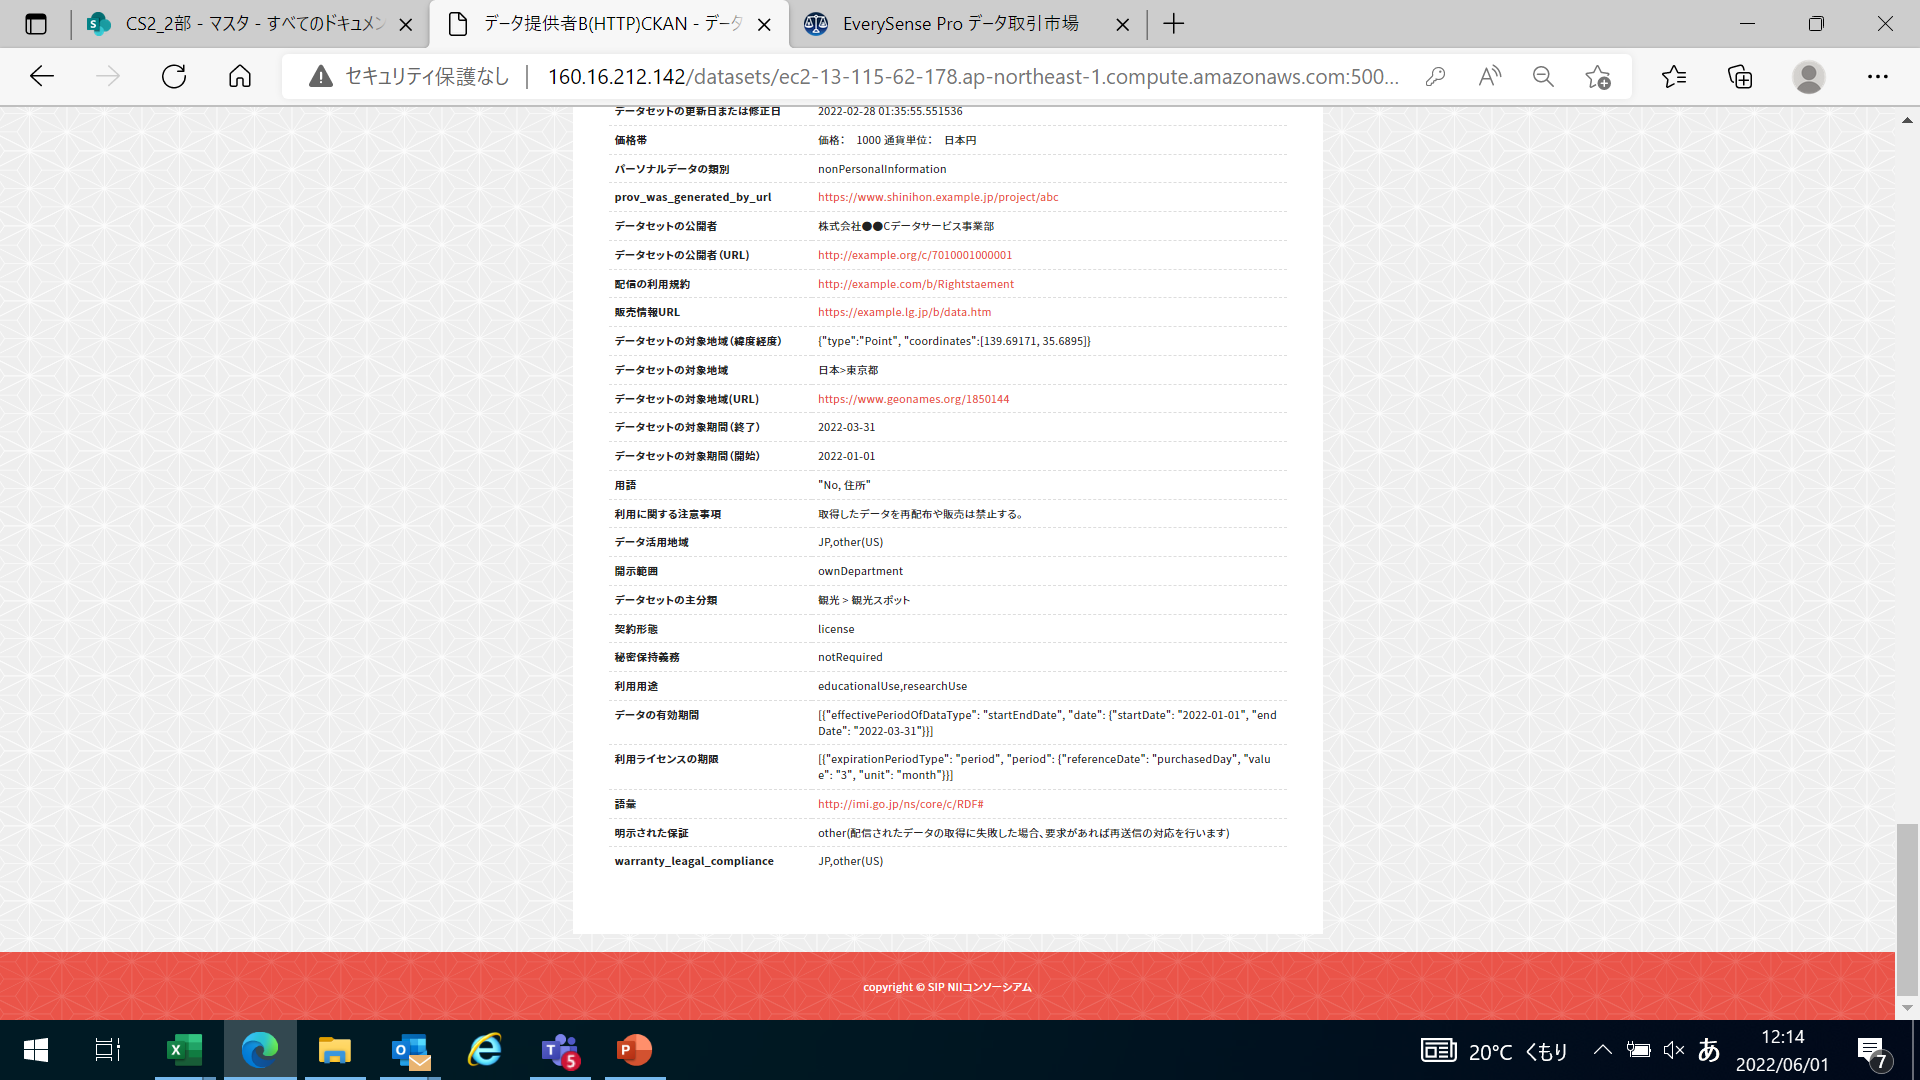 CS2_2部 - マスタ - すべてのドキュメン
データ提供者B(HTTP)CKAN - データ
EverySense Pro データ取引市場
セキュリティ保護なし
160.16.212.142/datasets/ec2-13-115-62-178.ap-northeast-1.compute.amazonaws.com:500...
データセットの更新日または修正日 2022-02-28 01:35:55.551536
価格帯 価格： 1000 通貨単位： 日本円
パーソナルデータの類別 nonPersonalInformation
prov_was_generated_by_url https://www.shinihon.example.jp/project/abc
データセットの公開者 株式会社●●Cデータサービス事業部
データセットの公開者（URL） http://example.org/c/7010001000001
配信の利用規約 http://example.com/b/Rightstaement
販売情報URL https://example.lg.jp/b/data.htm
データセットの対象地域（緯度経度） {"type":"Point", "coordinates":[139.69171, 35.6895]}
データセットの対象地域 日本>東京都
データセットの対象地域(URL) https://www.geonames.org/1850144
データセットの対象期間（終了） 2022-03-31
データセットの対象期間（開始） 2022-01-01
用語 "No, 住所"
利用に関する注意事項 取得したデータを再配布や販売は禁止する。
データ活用地域 JP,other(US)
開示範囲 ownDepartment
データセットの主分類 観光 > 観光スポット
契約形態 license
秘密保持義務 notRequired
利用用途 educationalUse,researchUse
データの有効期間 [{"effectivePeriodOfDataType": "startEndDate", "date": {"startDate": "2022-01-01", "end
Date": "2022-03-31"}}]
利用ライセンスの期限 [{"expirationPeriodType": "period", "period": {"referenceDate": "purchasedDay", "valu
e": "3", "unit": "month"}}]
語彙 http://imi.go.jp/ns/core/c/RDF#
明示された保証 other(配信されたデータの取得に失敗した場合、要求があれば再送信の対応を行います)
warranty_leagal_compliance JP,other(US)
copyright © SIP NIIコンソーシアム
20°C くもり
あ
12:14
2022/06/01
7
5